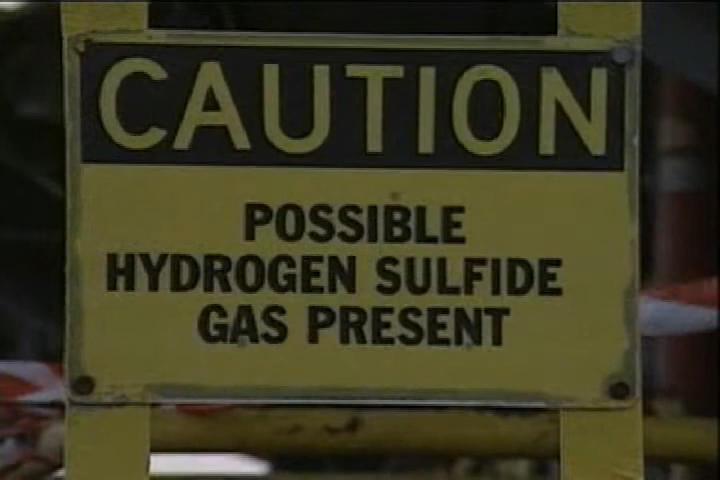 CAUTION
POSSIBLE
HYDROGEN SULFIDE
GAS PRESENT